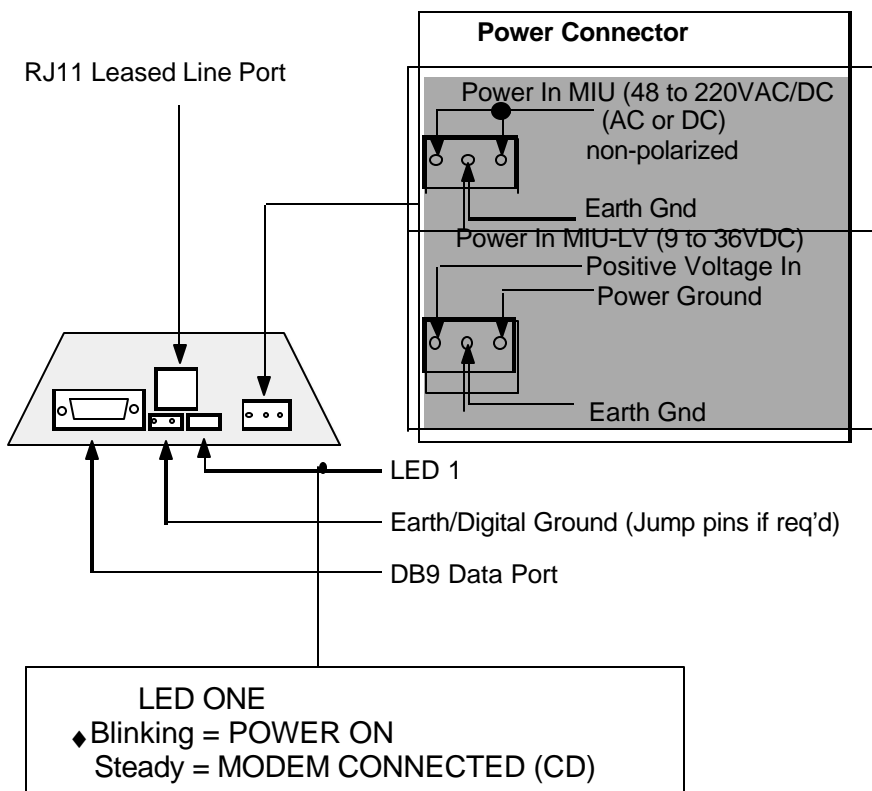 Power Connector
RJ11 Leased Line Port
Power In MIU (48 to 220VAC/DC
(AC or DC)
non-polarized
Earth Gnd
Power In MIU-LV (9 to 36VDC)
Positive Voltage In
Power Ground
Earth Gnd
LED 1
Earth/Digital Ground (Jump pins if req'd)
DB9 Data Port
LED ONE
♦Blinking = POWER ON
Steady = MODEM CONNECTED (CD)